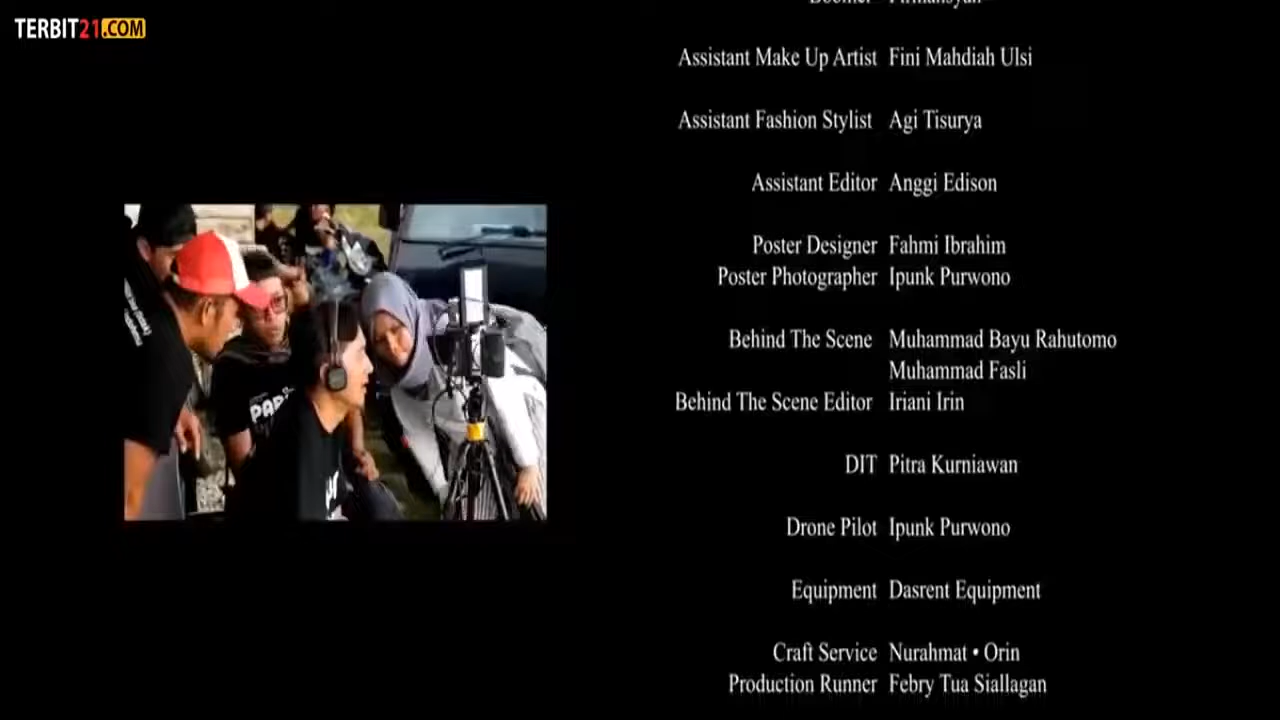 TERBIT21.COM
Assistant Make Up Artist Fini Mahdiah Ulsi
Assistant Fashion Stylist Agi Tisurya
Assistant Editor Anggi Edison
Poster Designer Fahmi Ibrahim
Poster Photographer Ipunk Purwono
Behind The Scene Muhammad Bayu Rahutomo
Muhammad Fasli
Behind The Scene Editor Iriani Irin
DIT Pitra Kurniawan
Drone Pilot Ipunk Purwono
Equipment Dasrent Equipment
Craft Service Nurahmat • Orin
Production Runner Febry Tua Siallagan